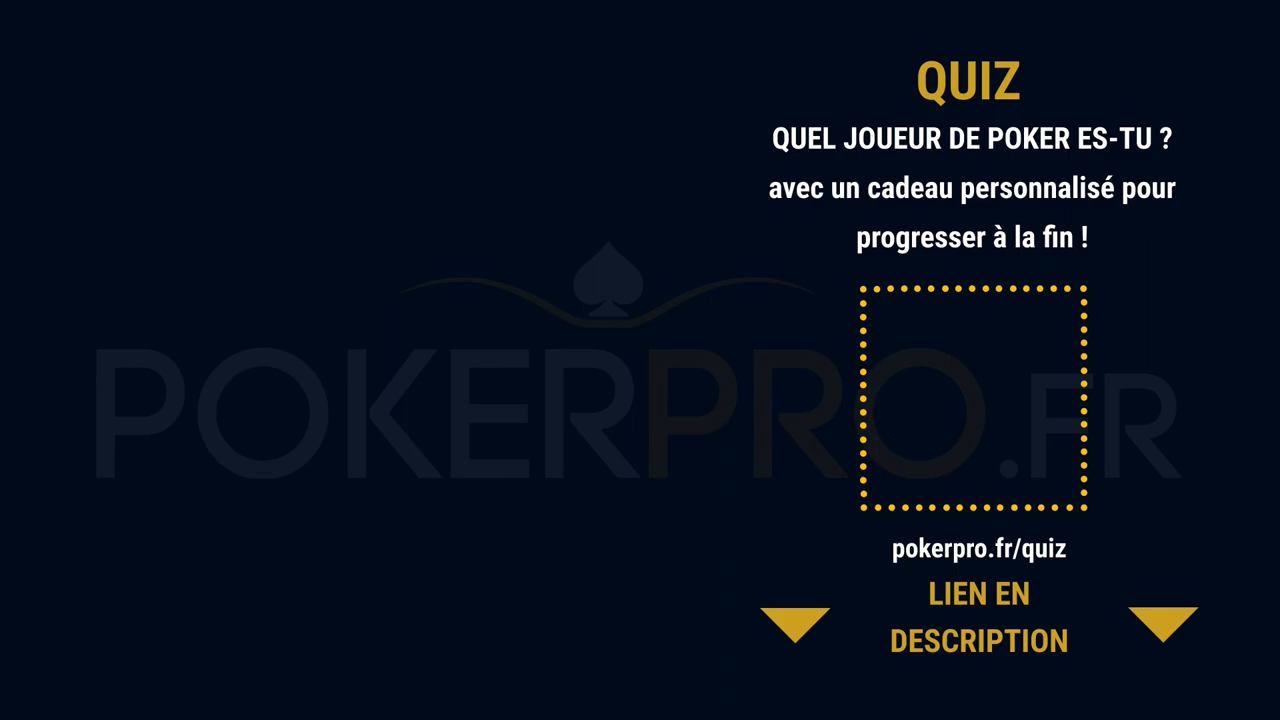 QUIZ
QUEL JOUEUR DE POKER ES-TU ?
avec un cadeau personnalisé pour
progresser à la fin !
POKERPRO.FR
pokerpro.fr/quiz
LIEN EN
DESCRIPTION